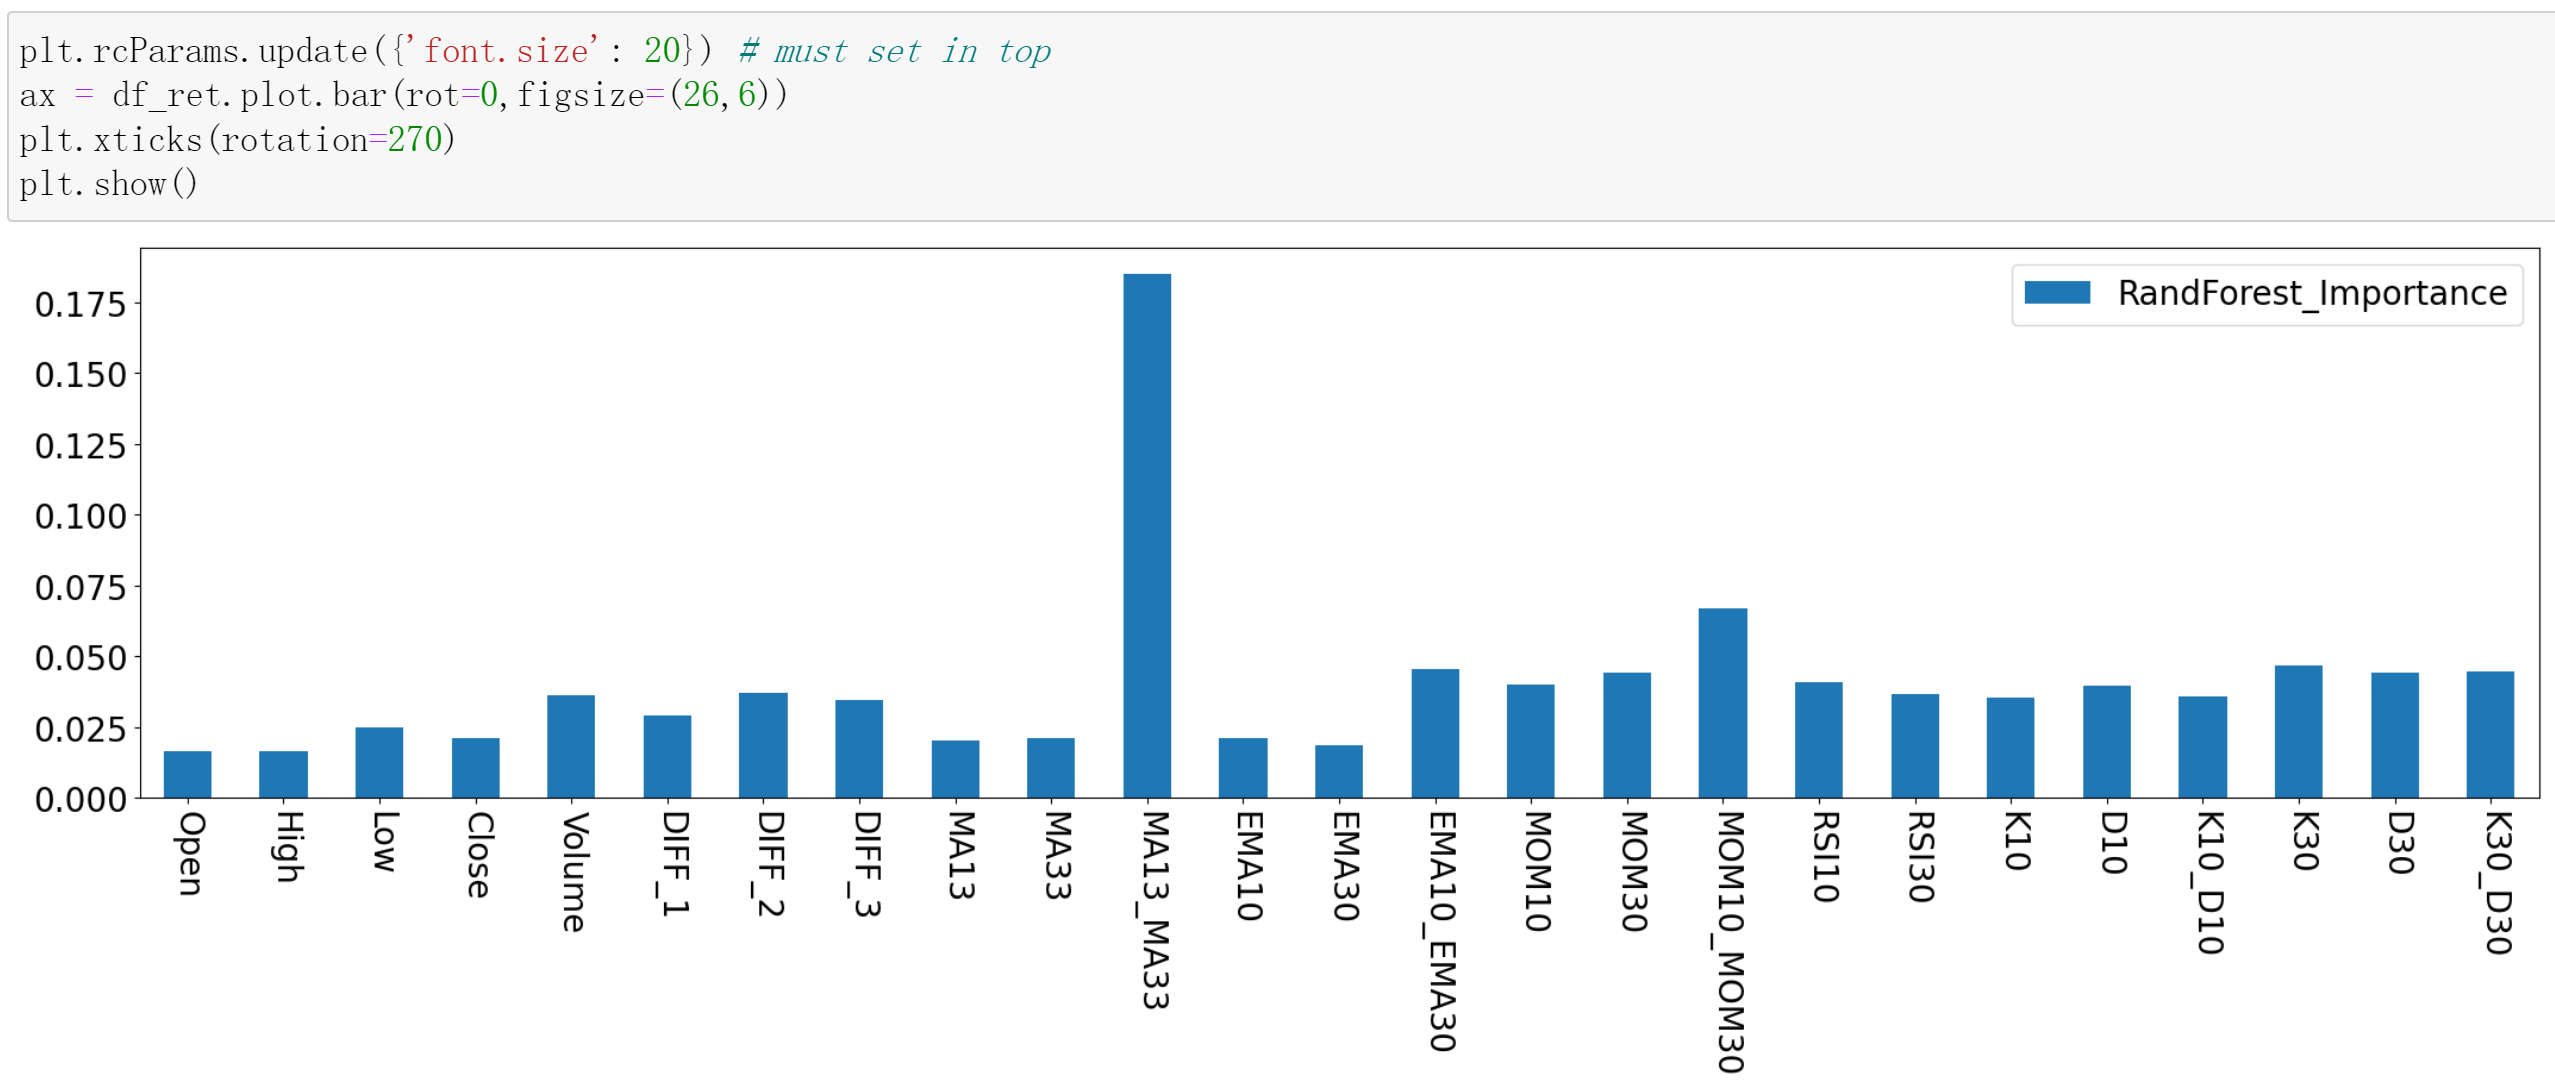 plt.rcParams.update({'font.size': 20}) # must set in top
ax = df_ret.plot.bar(rot=0,figsize=(26,6))
plt.xticks(rotation=270)
plt.show()
RandForest_Importance
0.175
0.150
0.125
0.100
0.075
0.050
0.025
0.000
Open
High
Low
Close
Volume
DIFF_1
DIFF_2
DIFF_3
MA13
MA33
MA13_MA33
EMA10
EMA30
EMA10_EMA30
MOM10
MOM30
MOM10_MOM30
RSI10
RSI30
K10
D10
K10_D10
K30
D30
K30_D30